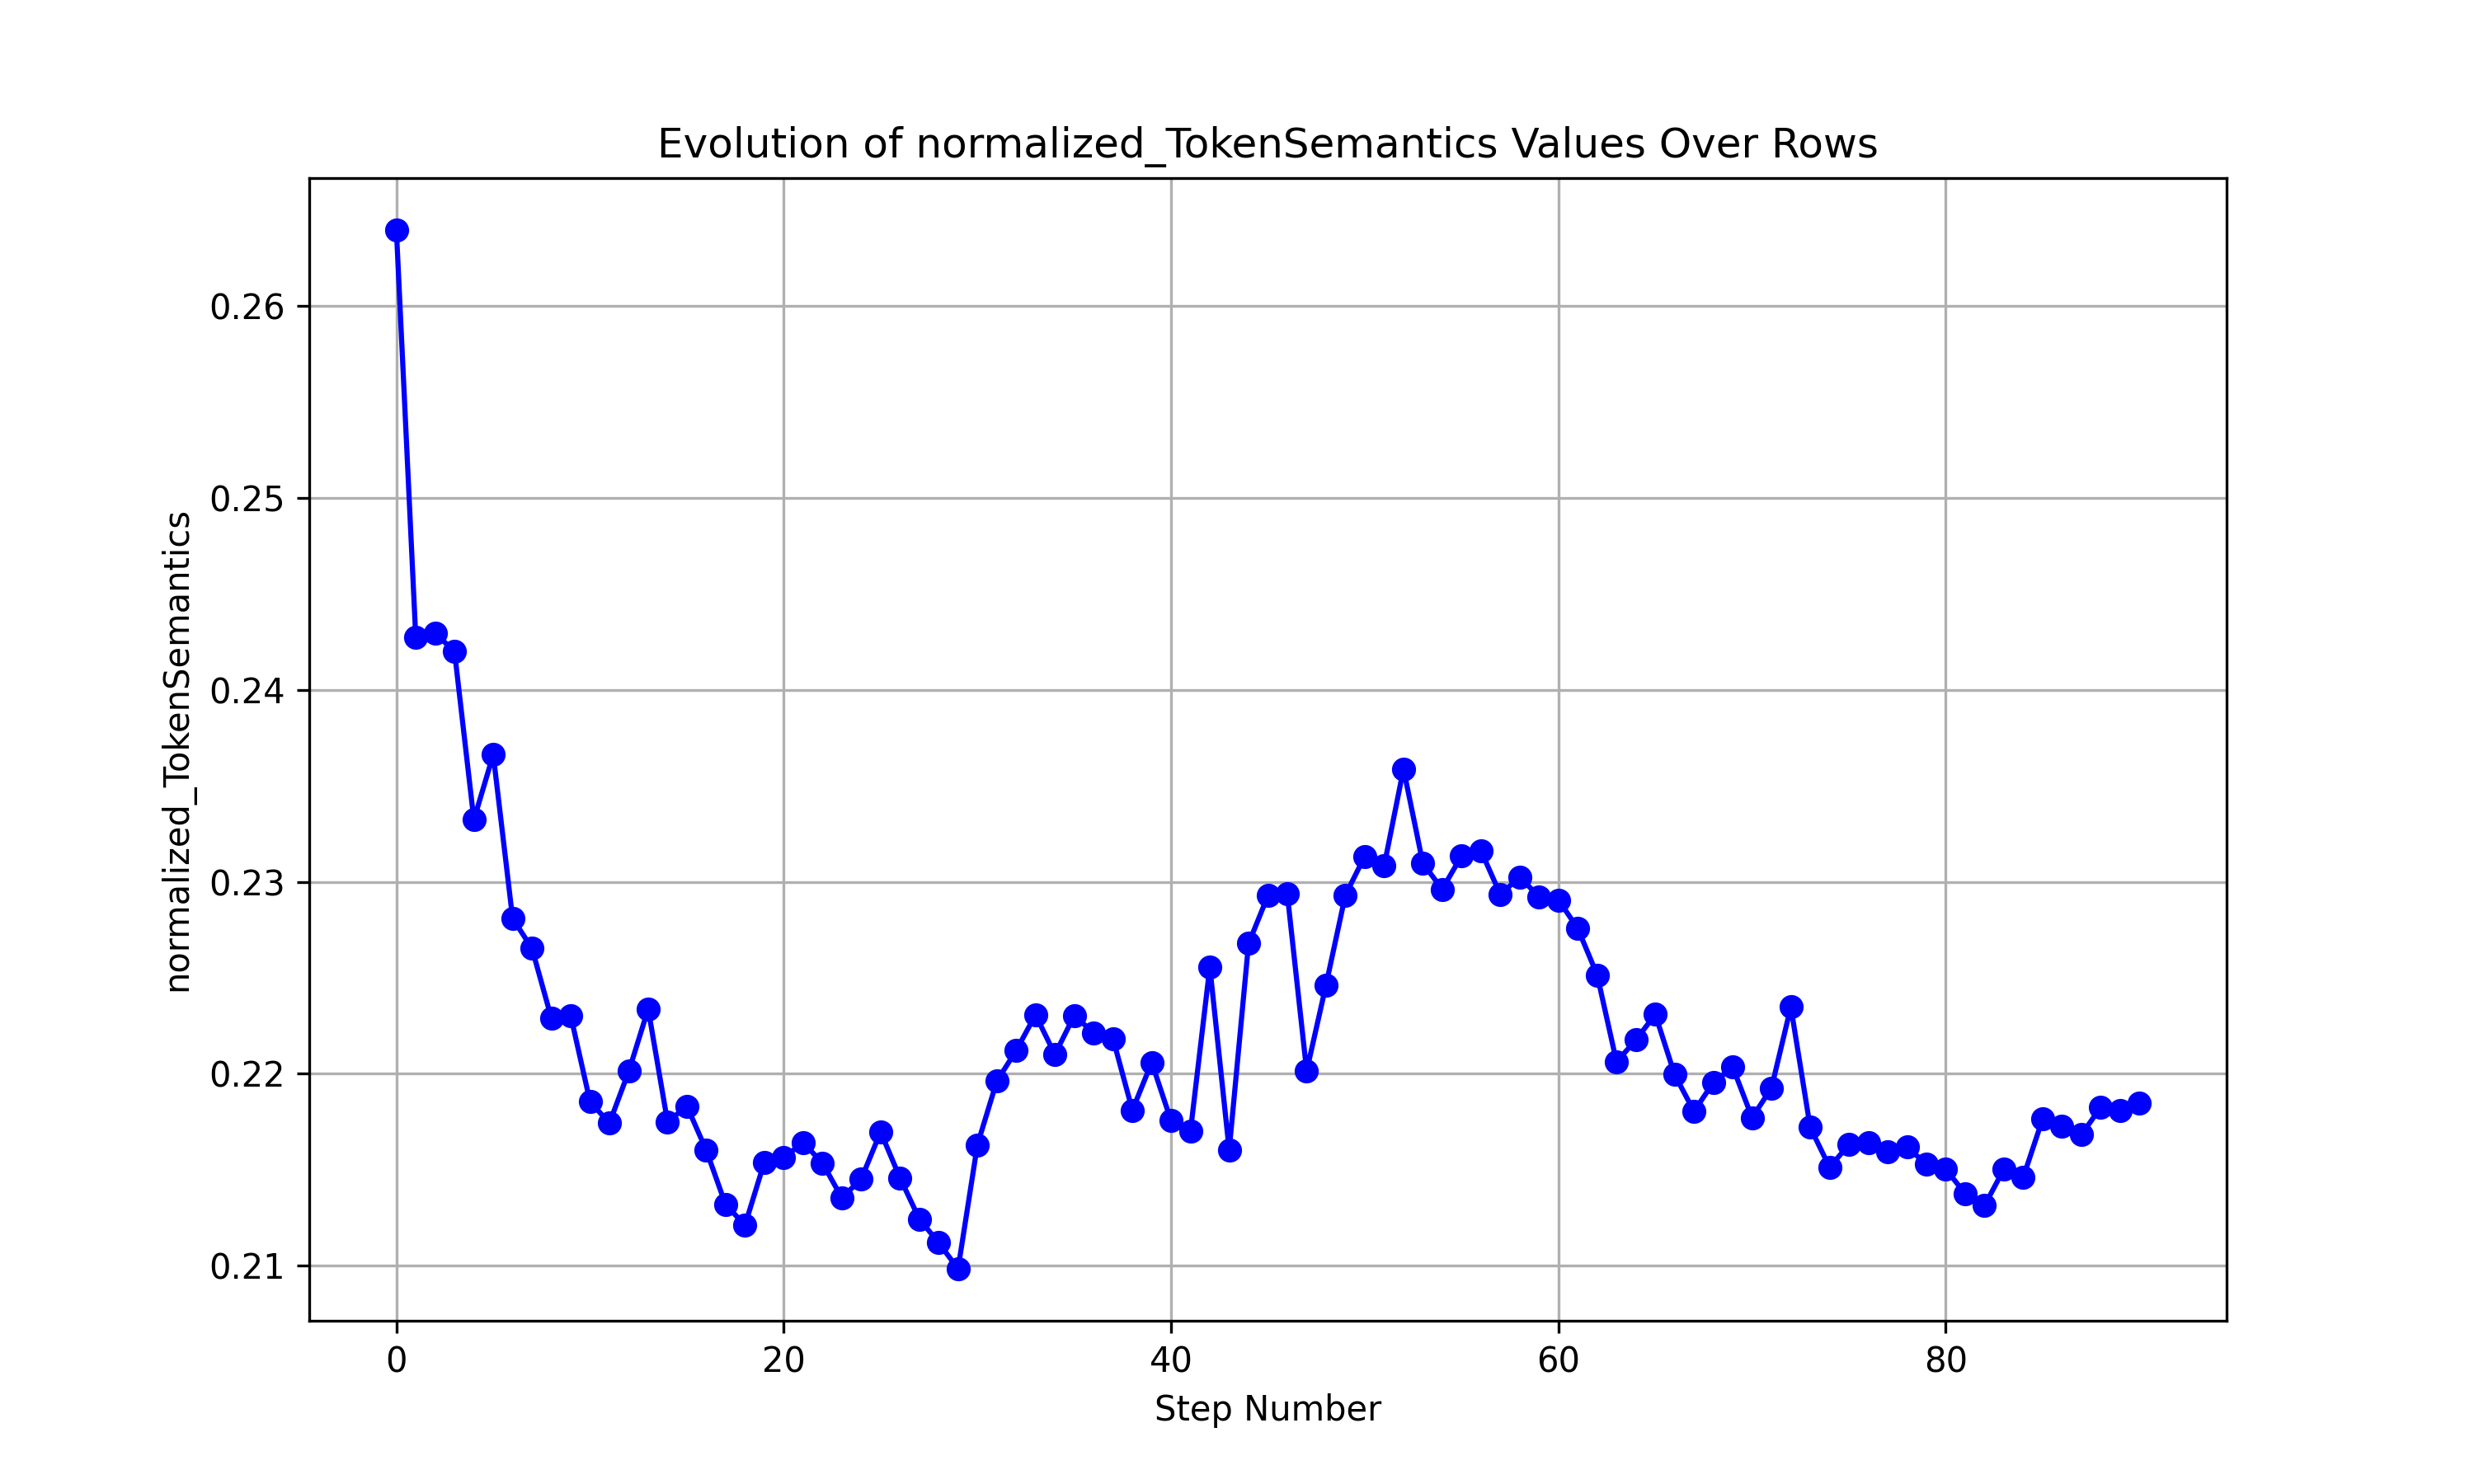 Evolution of normalized_TokenSemantics Values Over Rows
normalized_TokenSemantics
0.26
0.25
0.24
0.23
0.22
0.21
0 20 40 60 80
Step Number